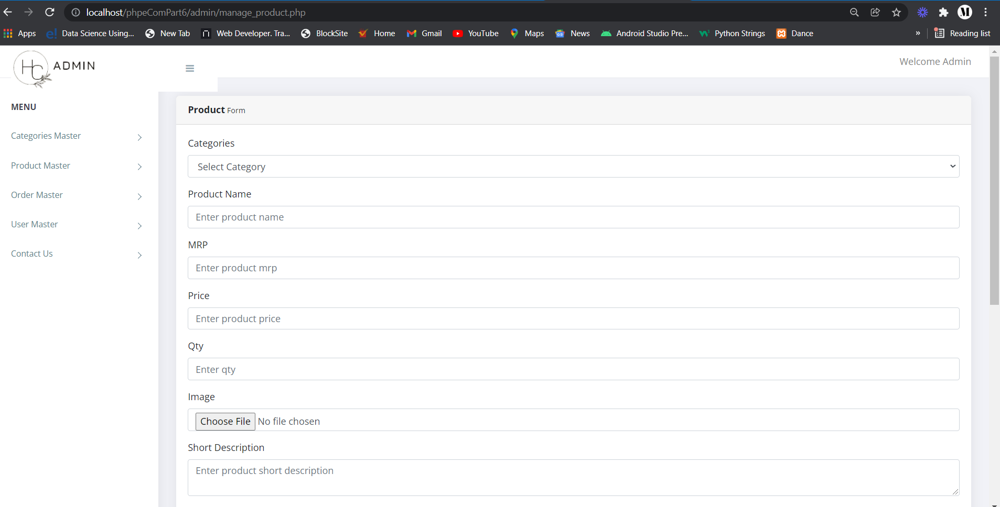 localhost/phpeComPart6/admin/manage_product.php
Apps e! Data Science Using... New Tab Web Developer. Tra... BlockSite Home Gmail YouTube Maps News Android Studio Pre... Python Strings Dance » Reading list
HC ADMIN
Welcome Admin
MENU
Categories Master
Product Master
Order Master
User Master
Contact Us
Product Form
Categories
Select Category
Product Name
Enter product name
MRP
Enter product mrp
Price
Enter product price
Qty
Enter qty
Image
Choose File No file chosen
Short Description
Enter product short description